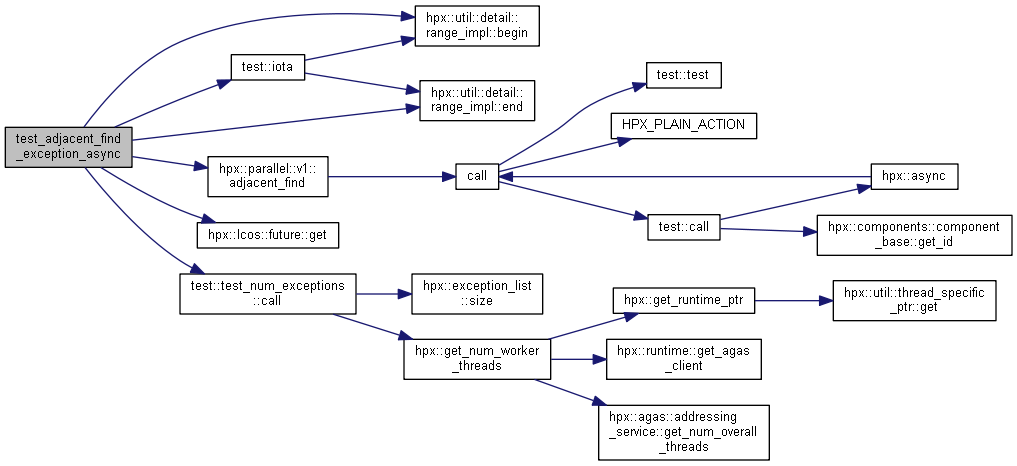 hpx::util::detail::
range_impl::begin
test::iota
test::test
hpx::util::detail::
range_impl::end
HPX_PLAIN_ACTION
test_adjacent_find
_exception_async
hpx::parallel::v1::
adjacent_find
call
hpx::async
hpx::lcos::future::get
test::call
hpx::components::component
_base::get_id
test::test_num_exceptions
::call
hpx::exception_list
::size
hpx::get_runtime_ptr
hpx::util::thread_specific
_ptr::get
hpx::get_num_worker
_threads
hpx::runtime::get_agas
_client
hpx::agas::addressing
_service::get_num_overall
_threads